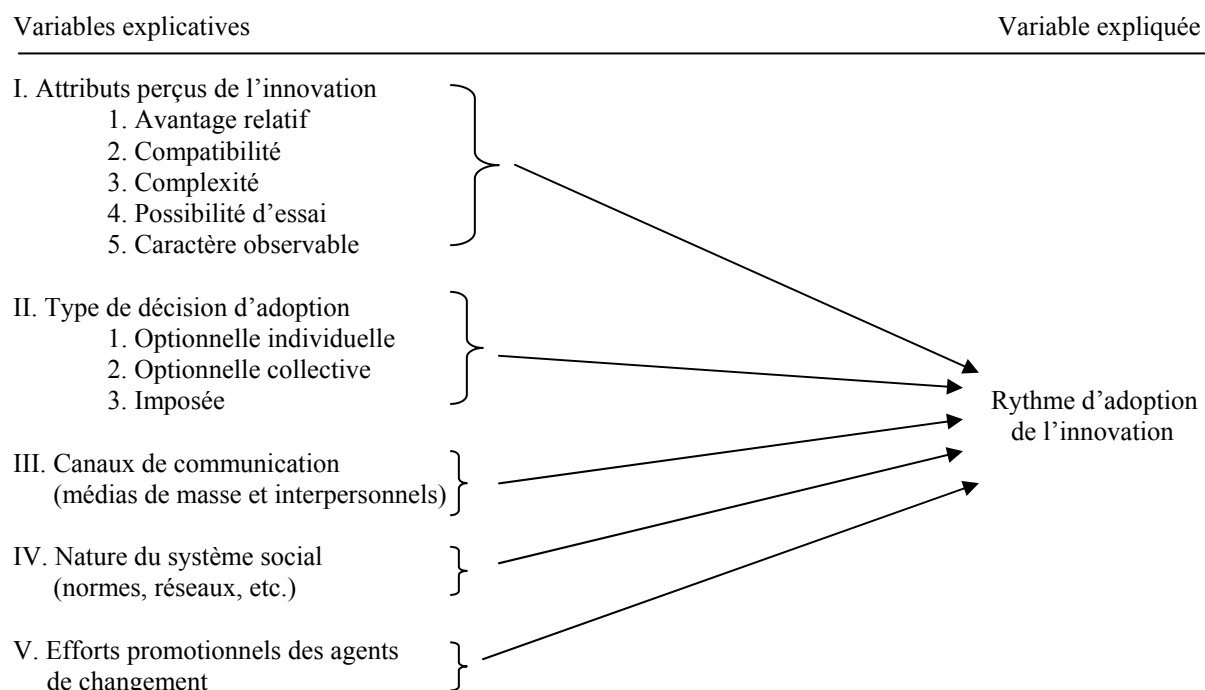 Variables explicatives Variable expliquée
I. Attributs perçus de l’innovation
1. Avantage relatif
2. Compatibilité
3. Complexité
4. Possibilité d’essai
5. Caractère observable
II. Type de décision d’adoption
1. Optionnelle individuelle
2. Optionnelle collective
3. Imposée
III. Canaux de communication
(médias de masse et interpersonnels)
IV. Nature du système social
(normes, réseaux, etc.)
V. Efforts promotionnels des agents
de changement
Rythme d’adoption
de l’innovation